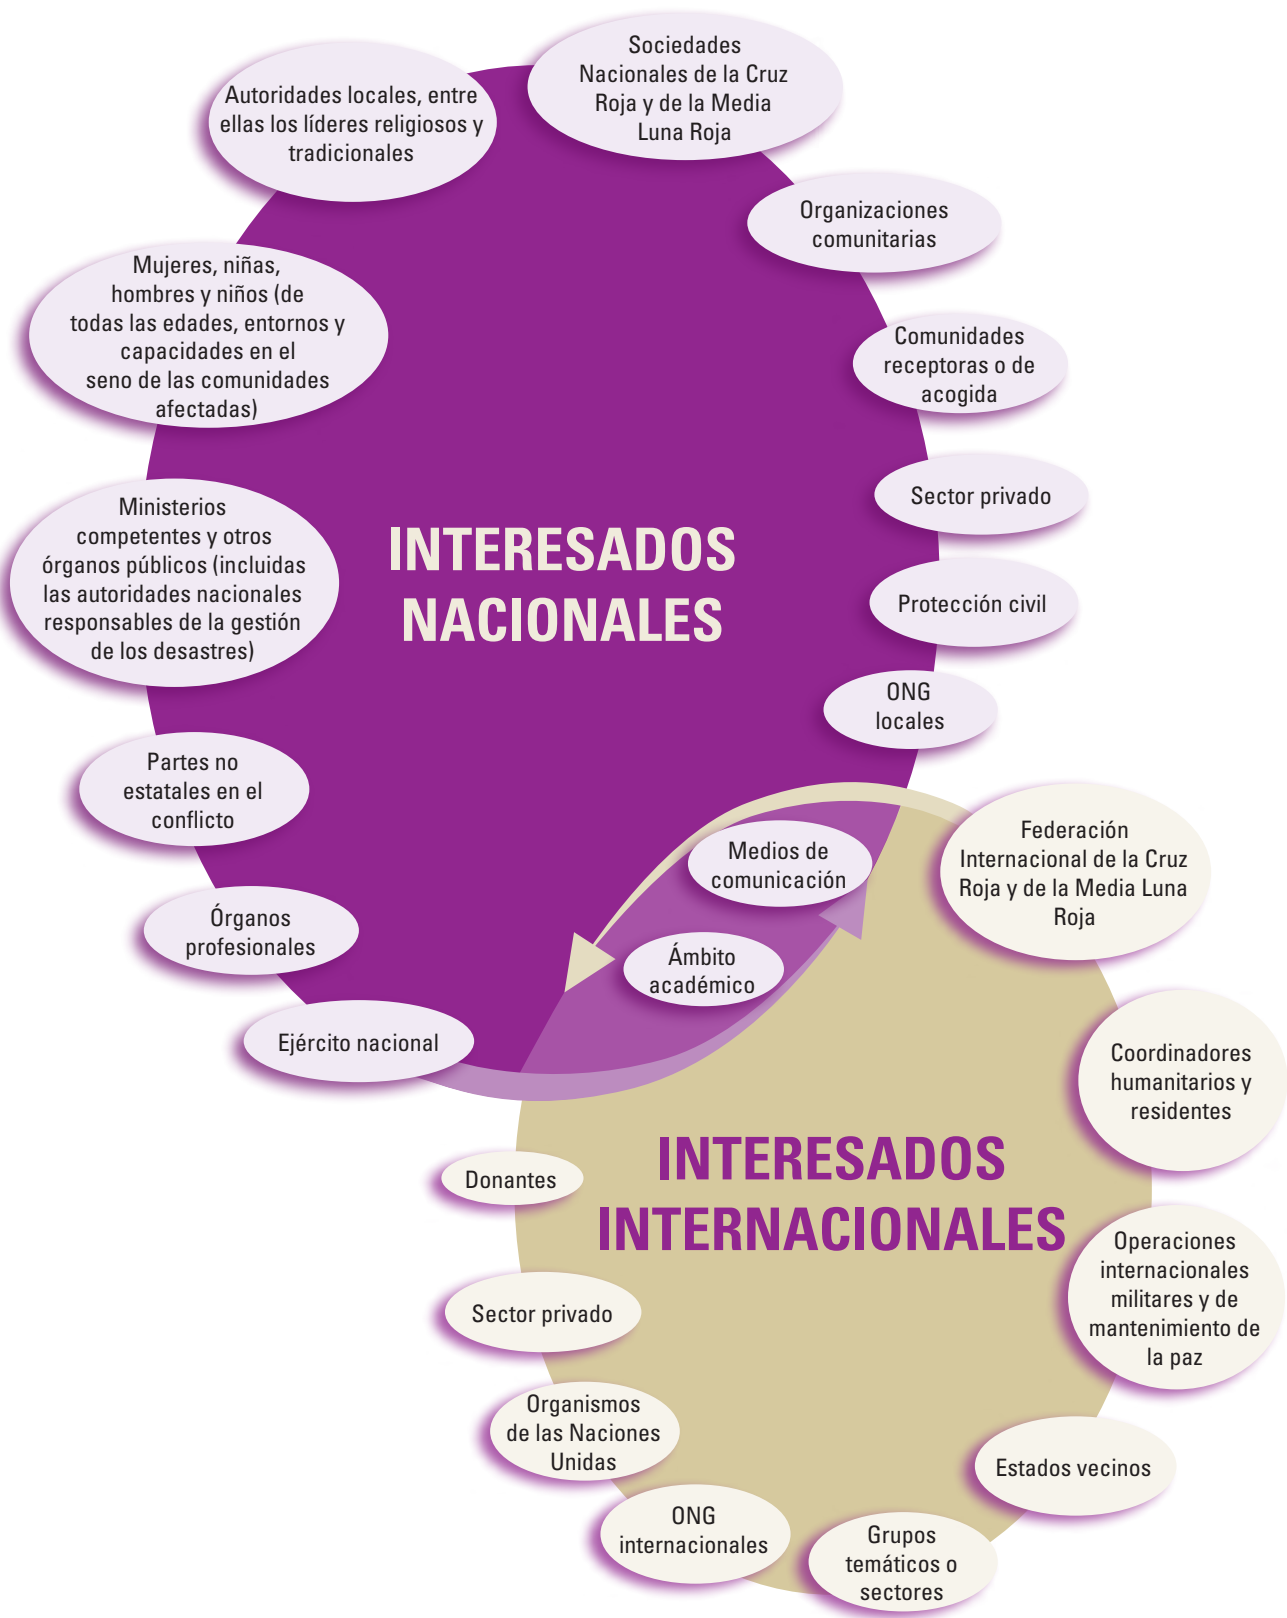 Sociedades
Nacionales de la Cruz
Roja y de la Media
Luna Roja
Autoridades locales, entre
ellas los líderes religiosos y
tradicionales
Organizaciones
comunitarias
Mujeres, niñas,
hombres y niños (de
todas las edades, entornos y
capacidades en el
seno de las comunidades
afectadas)
Comunidades
receptoras o de
acogida
Sector privado
Ministerios
competentes y otros
órganos públicos (incluidas
las autoridades nacionales
responsables de la gestión
de los desastres)
INTERESADOS
NACIONALES
Protección civil
ONG
locales
Partes no
estatales en el
conflicto
Medios de
comunicación
Federación
Internacional de la Cruz
Roja y de la Media Luna
Roja
Órganos
profesionales
Ámbito
académico
Ejército nacional
Coordinadores
humanitarios y
residentes
INTERESADOS
INTERNACIONALES
Donantes
Operaciones
internacionales
militares y de
mantenimiento de
la paz
Sector privado
Organismos
de las Naciones
Unidas
Estados vecinos
ONG
internacionales
Grupos
temáticos o
sectores